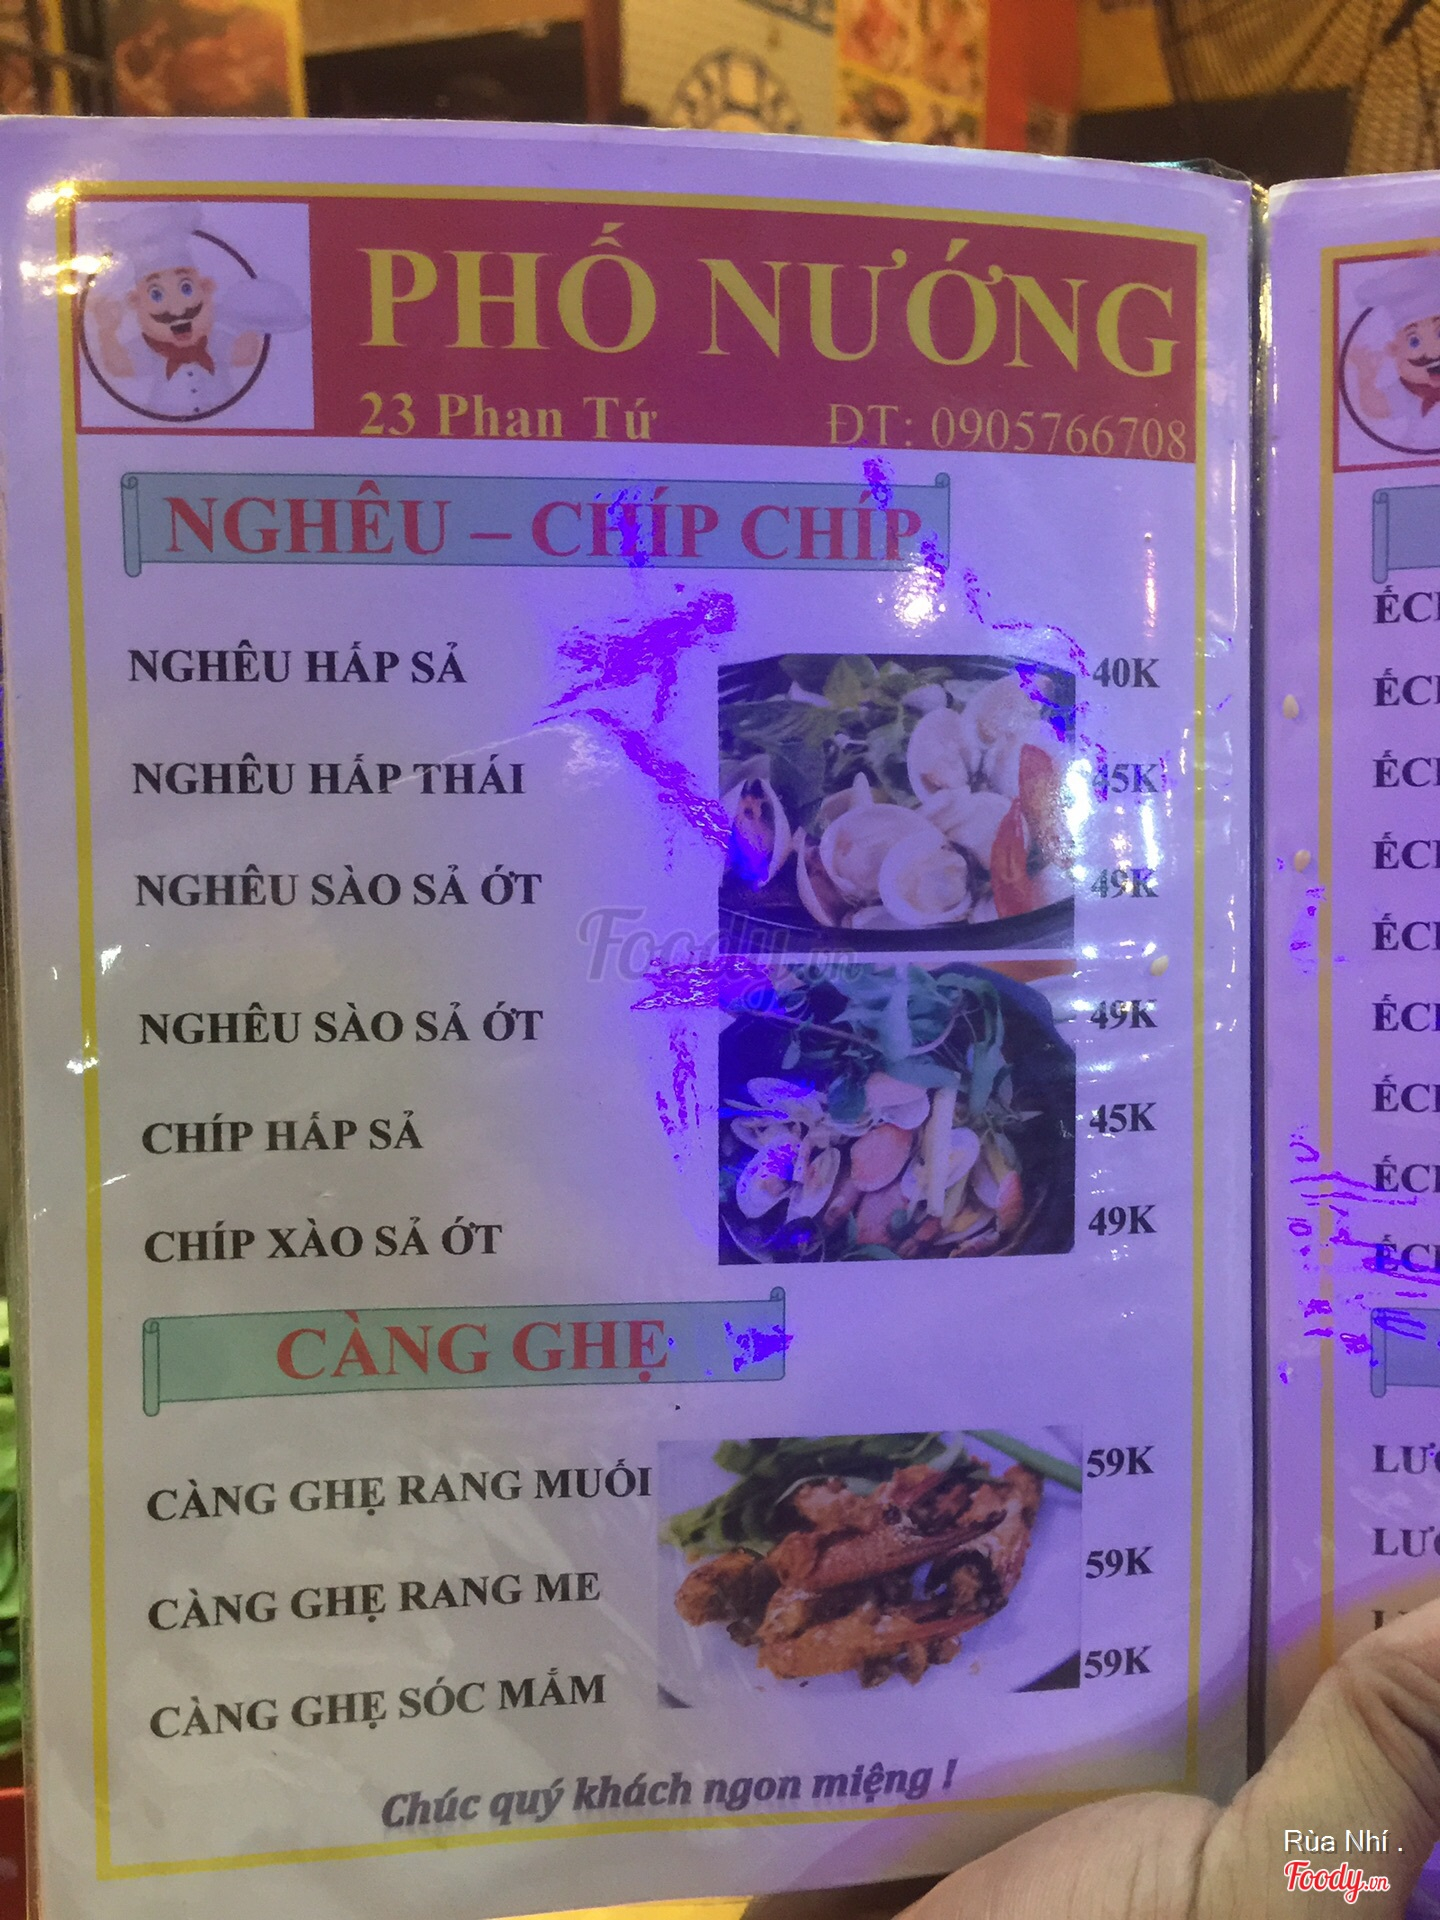 PHỐ NƯỚNG
23 Phan Tứ ĐT: 0905766708
NGHÊU – CHÍP CHÍP
NGHÊU HẤP SẢ 40K
NGHÊU HẤP THÁI 45K
NGHÊU SÀO SẢ ỚT 49K
NGHÊU SÀO SẢ ỚT 49K
CHÍP HẤP SẢ 45K
CHÍP XÀO SẢ ỚT 49K
CÀNG GHẸ
CÀNG GHẸ RANG MUỐI 59K
CÀNG GHẸ RANG ME 59K
CÀNG GHẸ SÓC MẮM 59K
Chúc quý khách ngon miệng !
Foody.vn
Rùa Nhí .
Foody.vn